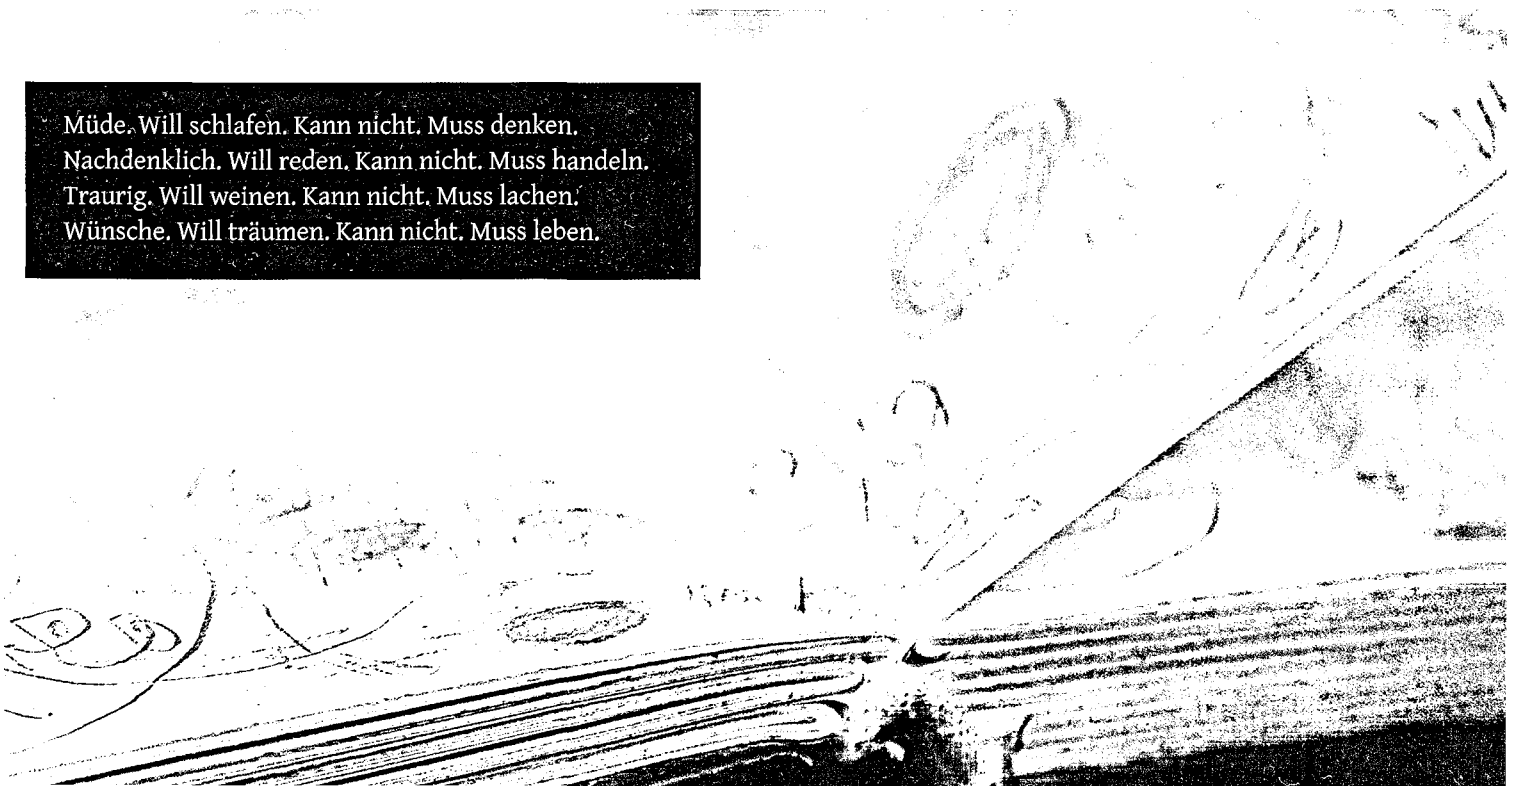 Müde. Will schlafen. Kann nicht. Muss denken.
Nachdenklich. Will reden. Kann nicht. Muss handeln.
Traurig. Will weinen. Kann nicht. Muss lachen.
Wünsche. Will träumen. Kann nicht. Muss leben.